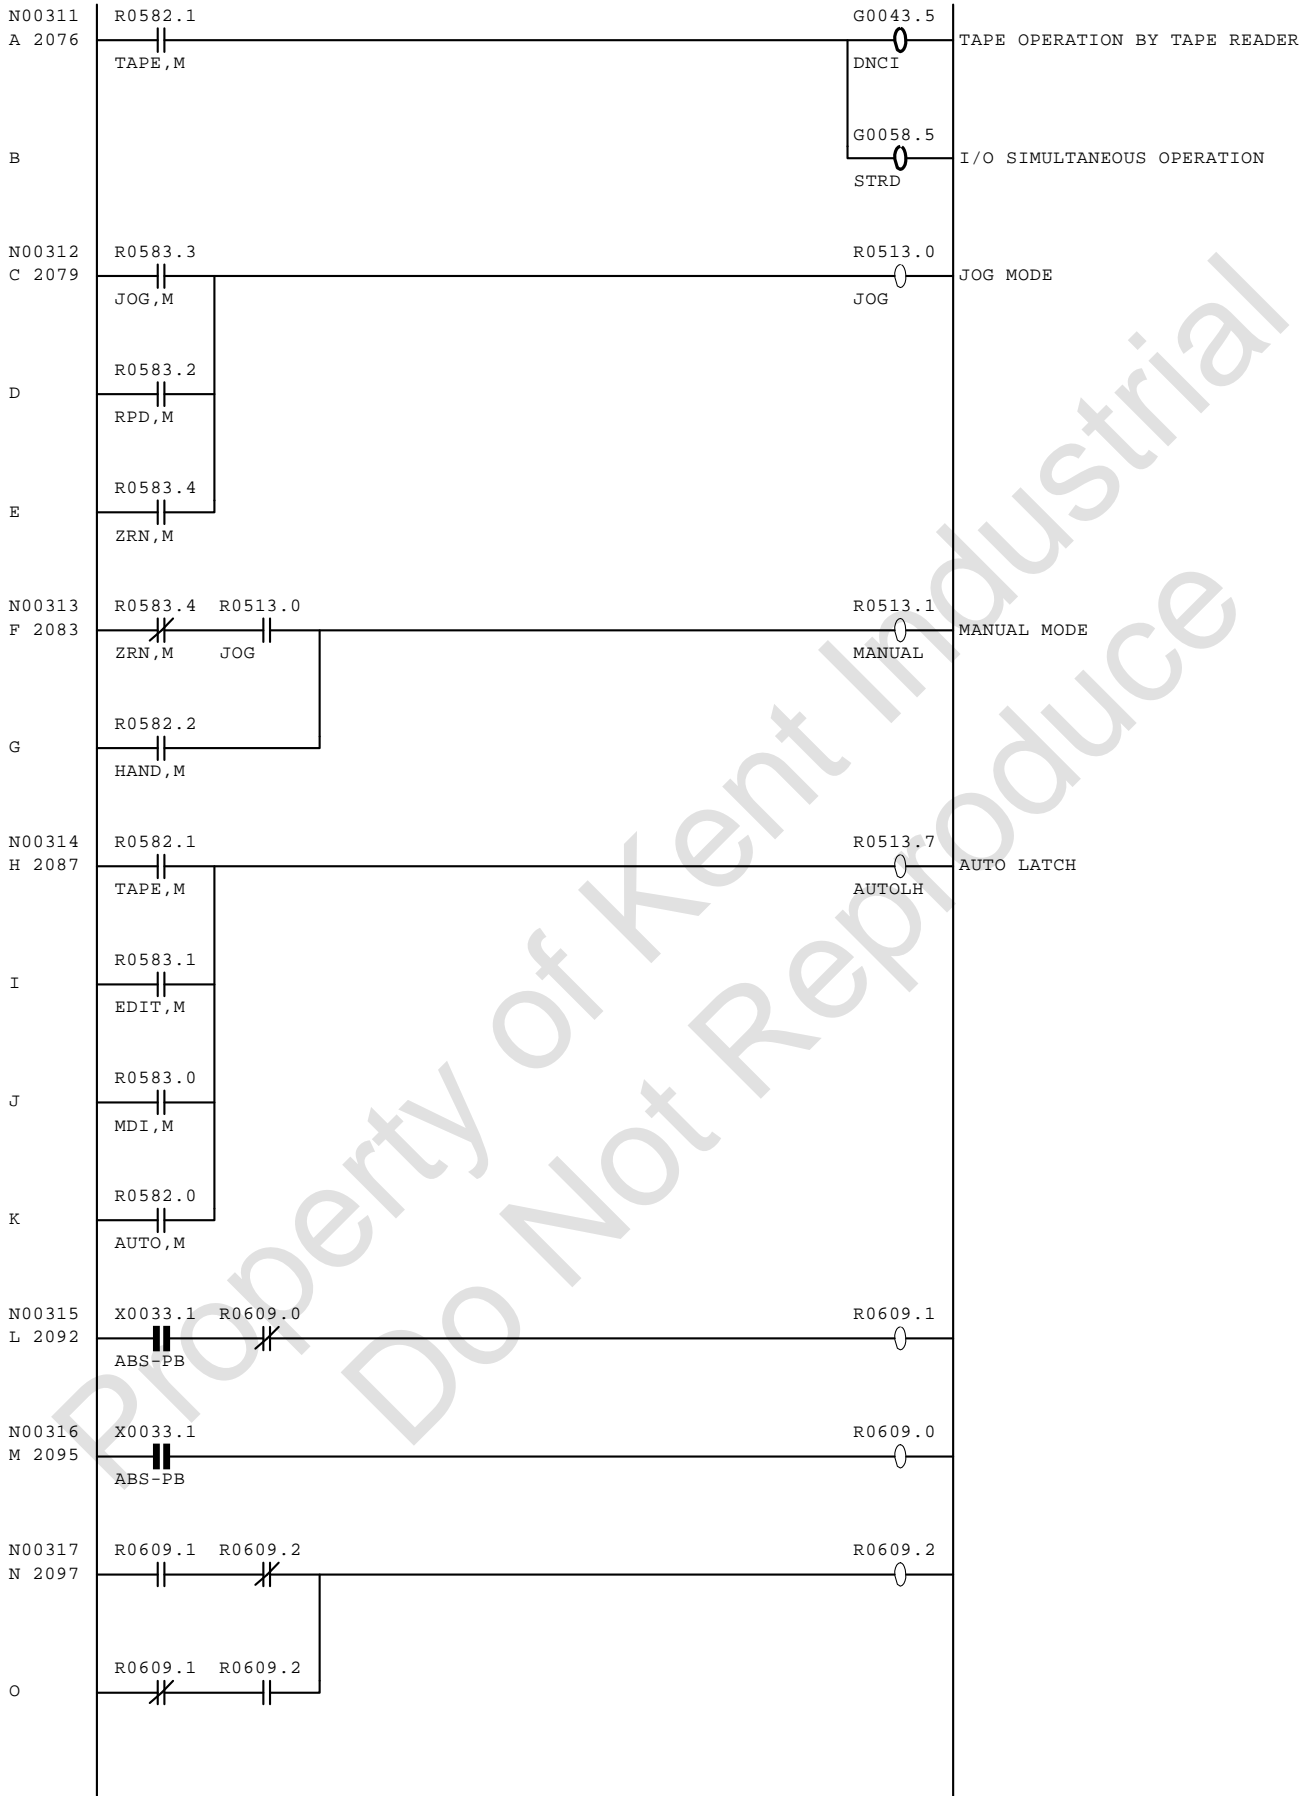 N00311 R0582.1 G0043.5
A 2076 TAPE OPERATION BY TAPE READER
TAPE,M DNCI
G0058.5
B I/O SIMULTANEOUS OPERATION
STRD
N00312 R0583.3 R0513.0
C 2079 JOG MODE
JOG,M JOG
R0583.2
D
RPD,M
R0583.4
E
ZRN,M
N00313 R0583.4 R0513.0 R0513.1
F 2083 MANUAL MODE
ZRN,M JOG MANUAL
R0582.2
G
HAND,M
N00314 R0582.1 R0513.7
H 2087 AUTO LATCH
TAPE,M AUTOLH
R0583.1
I
EDIT,M
R0583.0
J
MDI,M
R0582.0
K
AUTO,M
N00315 X0033.1 R0609.0 R0609.1
L 2092
ABS-PB
N00316 X0033.1 R0609.0
M 2095
ABS-PB
N00317 R0609.1 R0609.2 R0609.2
N 2097
R0609.1 R0609.2
O
Property of Kent Industrial
Do Not Reproduce